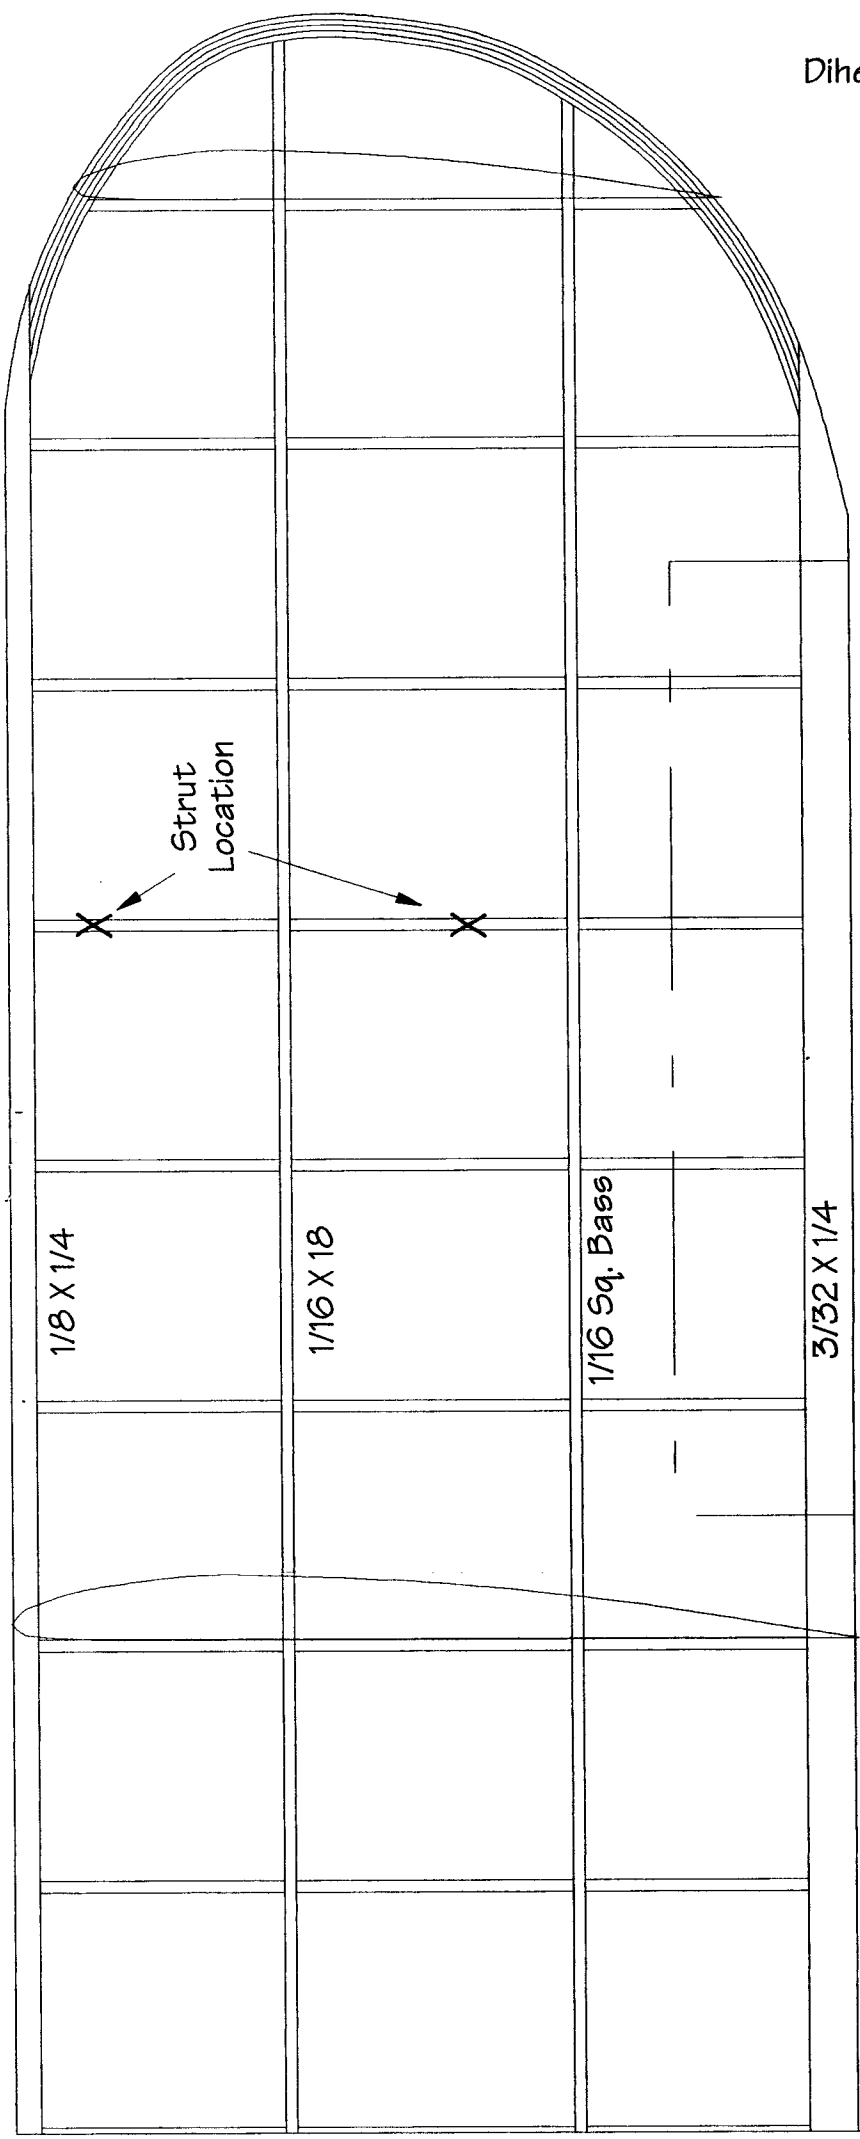 Dihe
Strut
Location
1/8 X 1/4
1/16 X 18
1/16 Sq. Bass
3/32 X 1/4